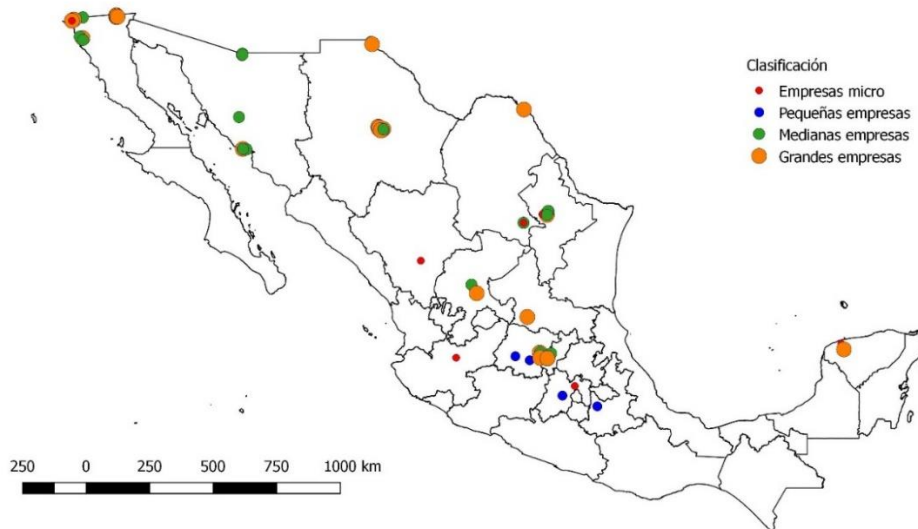 Clasificación
Empresas micro
Pequeñas empresas
Medianas empresas
Grandes empresas
250 0 250 500 750 1000 km